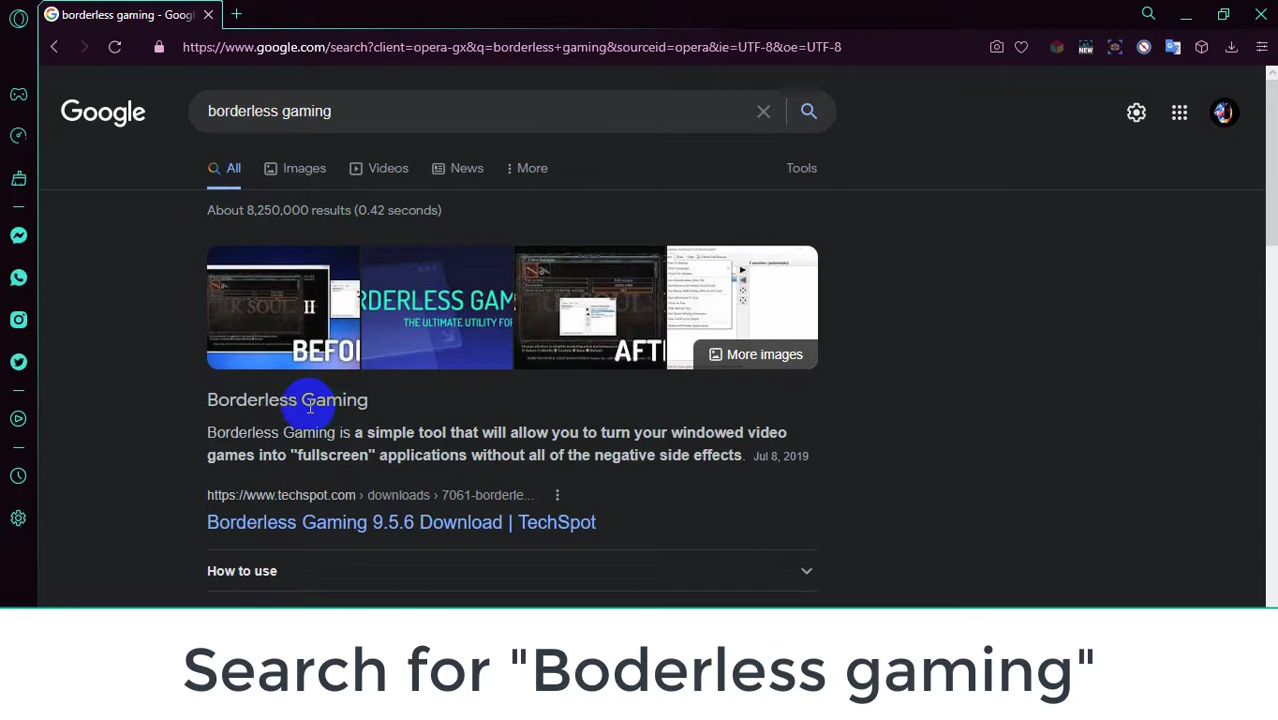 borderless gaming - Googl
https://www.google.com/search?client=opera-gx&q=borderless+gaming&sourceid=opera&ie=UTF-8&oe=UTF-8
NEW
Google
borderless gaming
All
Images
Videos
News
More
Tools
About 8,250,000 results (0.42 seconds)
RK SOUL II
BEFO
RDERLESS GAM
THE ULTIMATE UTILITY FOR
AFT
More images
Borderless Gaming
Borderless Gaming is a simple tool that will allow you to turn your windowed video
games into "fullscreen" applications without all of the negative side effects. Jul 8, 2019
https://www.techspot.com › downloads › 7061-borderle...
Borderless Gaming 9.5.6 Download | TechSpot
How to use
Search for "Boderless gaming"